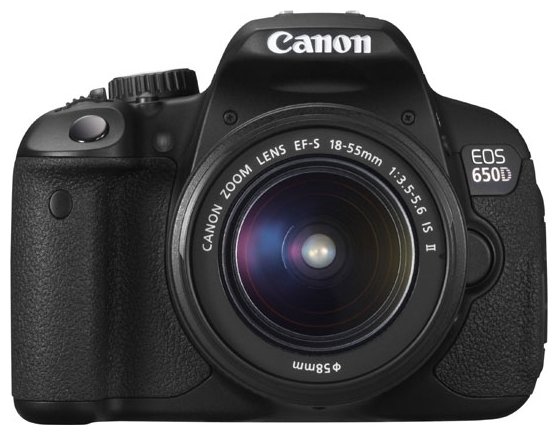 Canon
EOS
650D
CANON ZOOM LENS EF-S 18-55mm 1:3.5-5.6 IS II
φ58mm